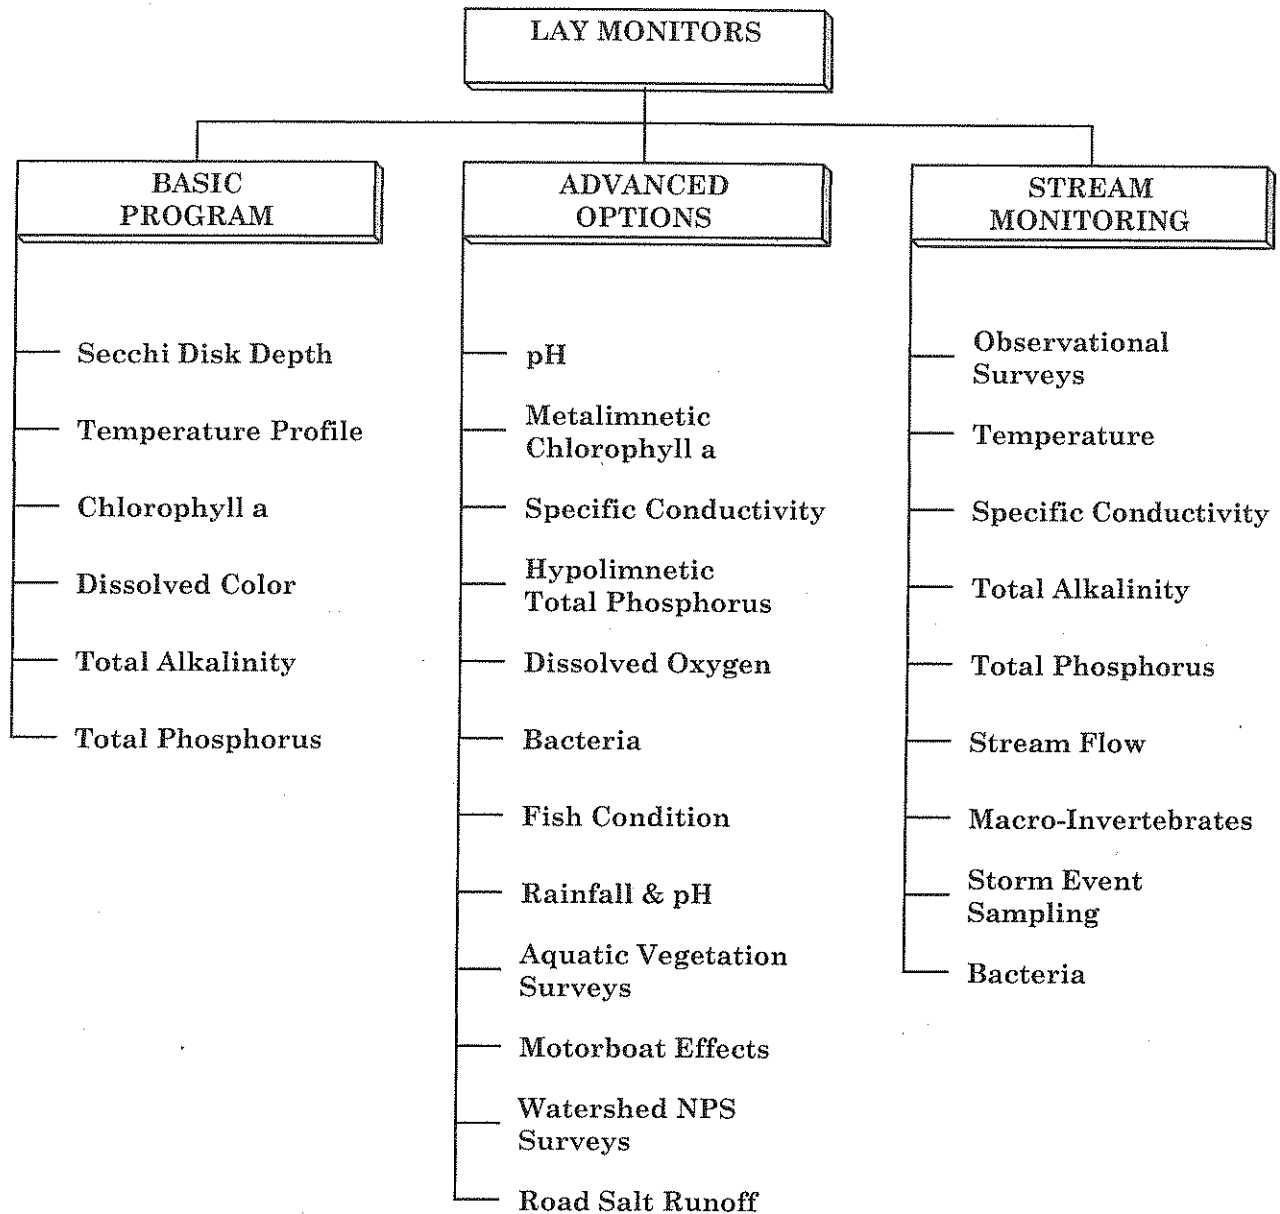 LAY MONITORS
BASIC
PROGRAM
Secchi Disk Depth
Temperature Profile
Chlorophyll a
Dissolved Color
Total Alkalinity
Total Phosphorus
ADVANCED
OPTIONS
pH
Metalimnetic
Chlorophyll a
Specific Conductivity
Hypolimnetic
Total Phosphorus
Dissolved Oxygen
Bacteria
Fish Condition
Rainfall & pH
Aquatic Vegetation
Surveys
Motorboat Effects
Watershed NPS
Surveys
Road Salt Runoff
STREAM
MONITORING
Observational
Surveys
Temperature
Specific Conductivity
Total Alkalinity
Total Phosphorus
Stream Flow
Macro-Invertebrates
Storm Event
Sampling
Bacteria